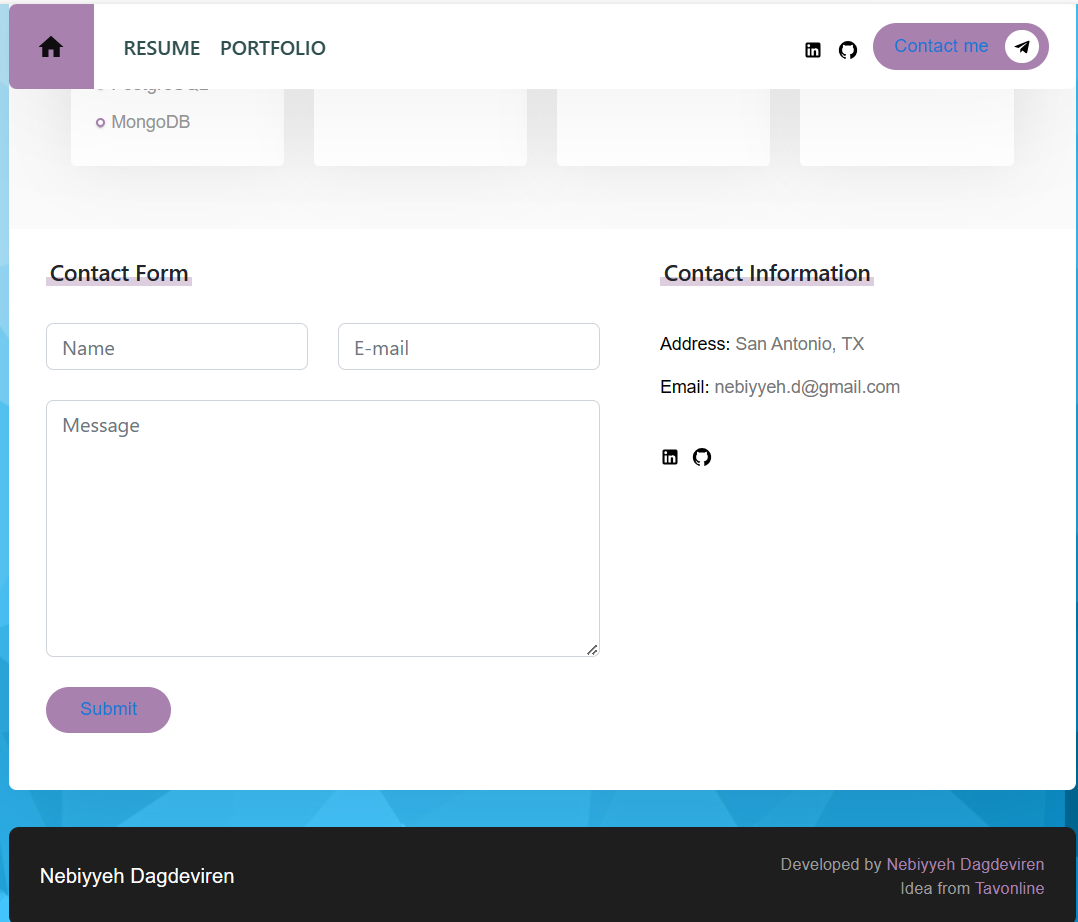 RESUME PORTFOLIO Contact me
MongoDB
Contact Form
Contact Information
Name
E-mail
Address: San Antonio, TX
Email: nebiyyeh.d@gmail.com
Message
Submit
Nebiyyeh Dagdeviren
Developed by Nebiyyeh Dagdeviren
Idea from Tavonline